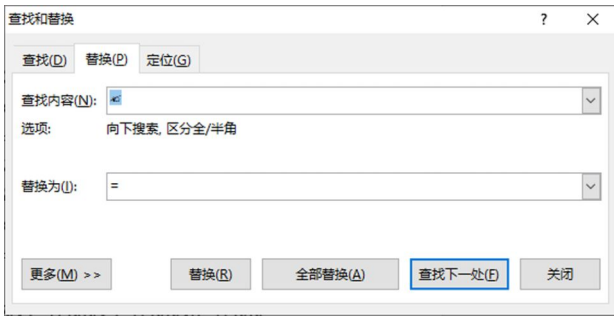 查找和替换 ? ×
查找(D) 替换(P) 定位(G)
查找内容(N):
选项: 向下搜索, 区分全/半角
替换为(I): =
更多(M) >> 替换(R) 全部替换(A) 查找下一处(F) 关闭